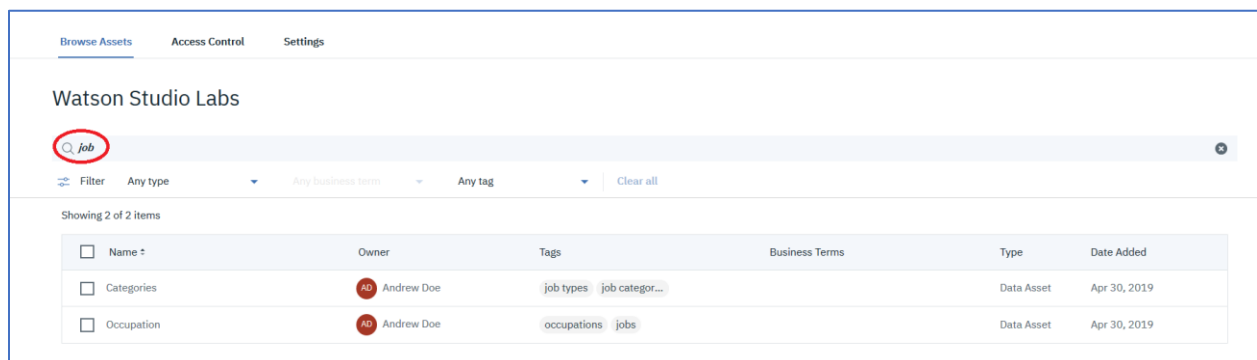 Browse Assets Access Control Settings
Watson Studio Labs
job
Filter Any type Any business term Any tag Clear all
Showing 2 of 2 items
Name Owner Tags Business Terms Type Date Added
Categories AD Andrew Doe job types job categor... Data Asset Apr 30, 2019
Occupation AD Andrew Doe occupations jobs Data Asset Apr 30, 2019